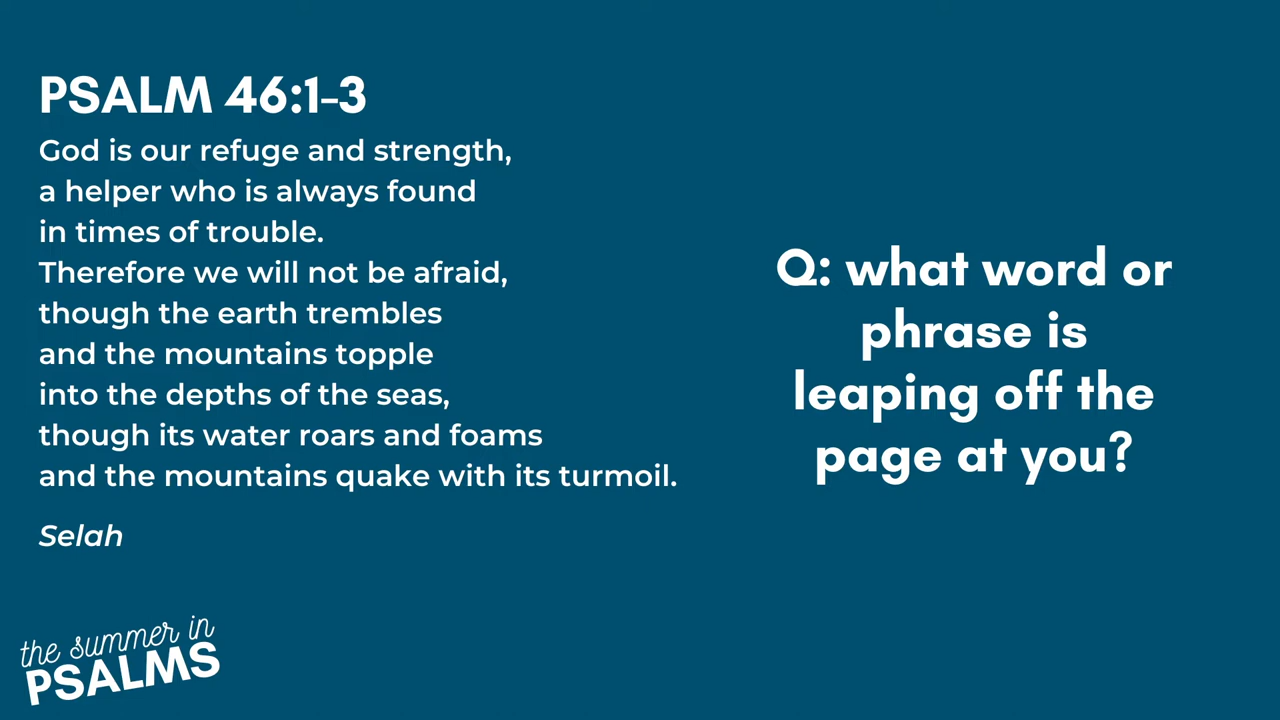 PSALM 46:1-3
God is our refuge and strength,
a helper who is always found
in times of trouble.
Therefore we will not be afraid,
though the earth trembles
and the mountains topple
into the depths of the seas,
though its water roars and foams
and the mountains quake with its turmoil.
Selah
Q: what word or
phrase is
leaping off the
page at you?
the summer in
PSALMS